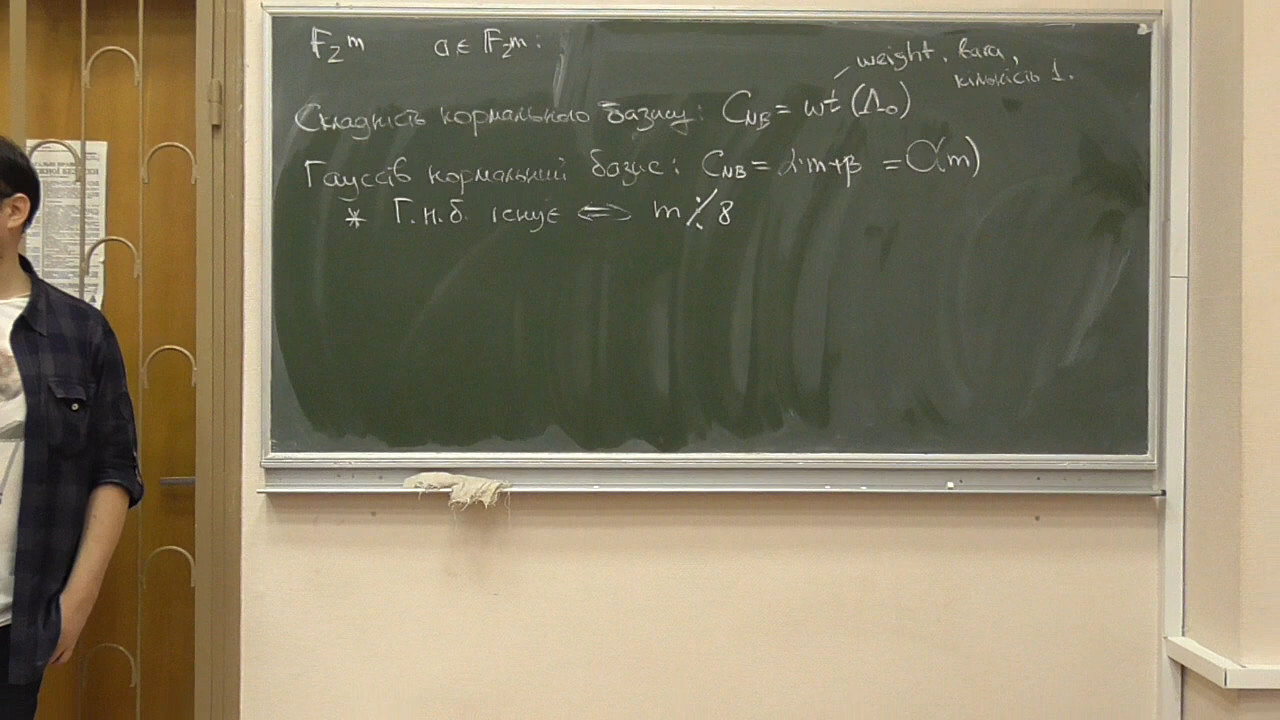 F₂m a ∈ F₂m :
weight, вага,
кількість 1.
Складність нормального базису: C_NB = wt (Λ₀)
Гауссів нормальний базис: C_NB = α·m+β = O(m)
* Г.н.б. існує ⟺ m ⋮̸ 8